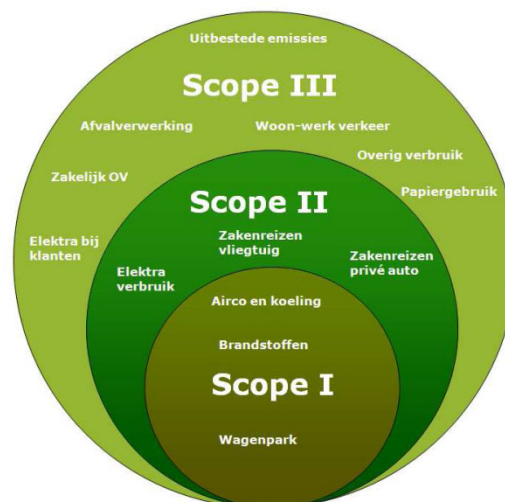 Uitbestede emissies
Scope III
Afvalverwerking
Woon-werk verkeer
Overig verbruik
Zakelijk OV
Papiergebruik
Scope II
Elektra bij
klanten
Zakenreizen
vliegtuig
Elektra
verbruik
Zakenreizen
privé auto
Airco en koeling
Brandstoffen
Scope I
Wagenpark